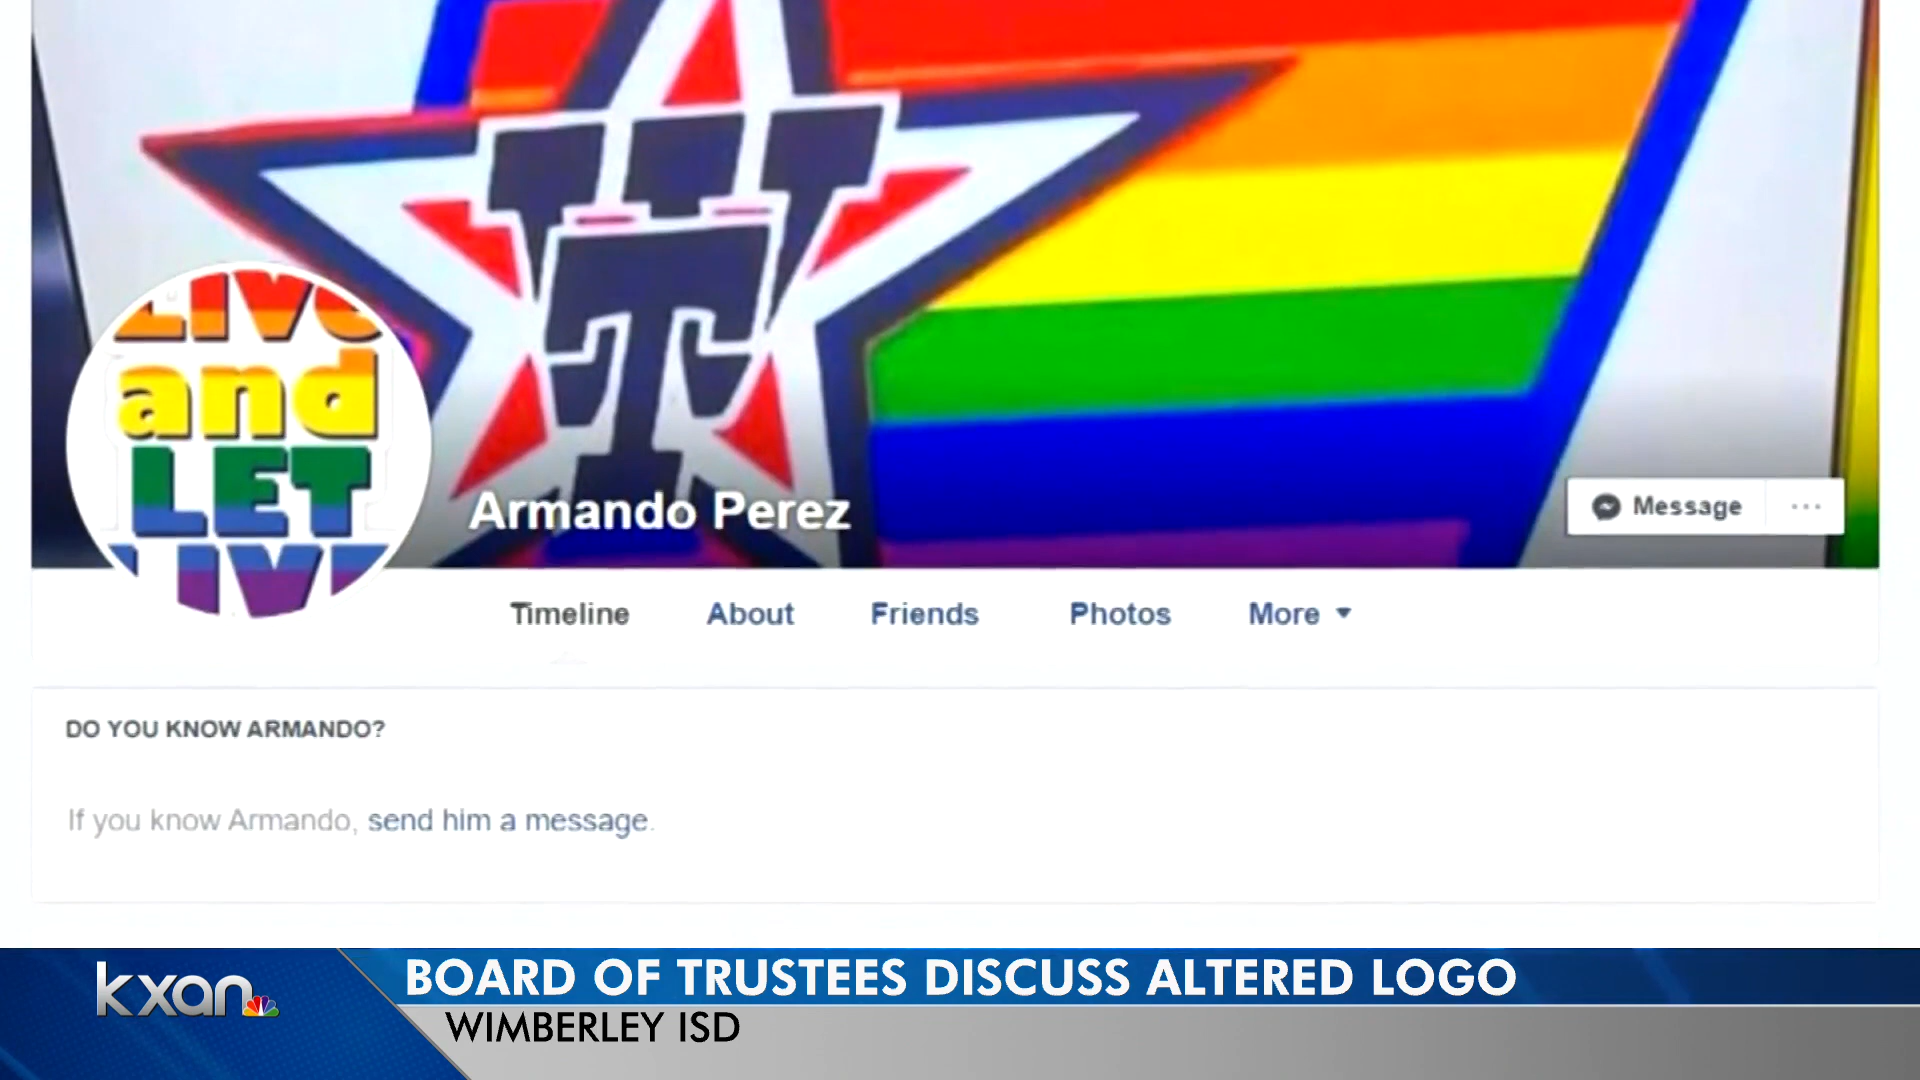 WT
LIVE
and
LET
LIVE
Armando Perez
Message
Timeline About Friends Photos More
DO YOU KNOW ARMANDO?
If you know Armando, send him a message.
kxan
BOARD OF TRUSTEES DISCUSS ALTERED LOGO
WIMBERLEY ISD